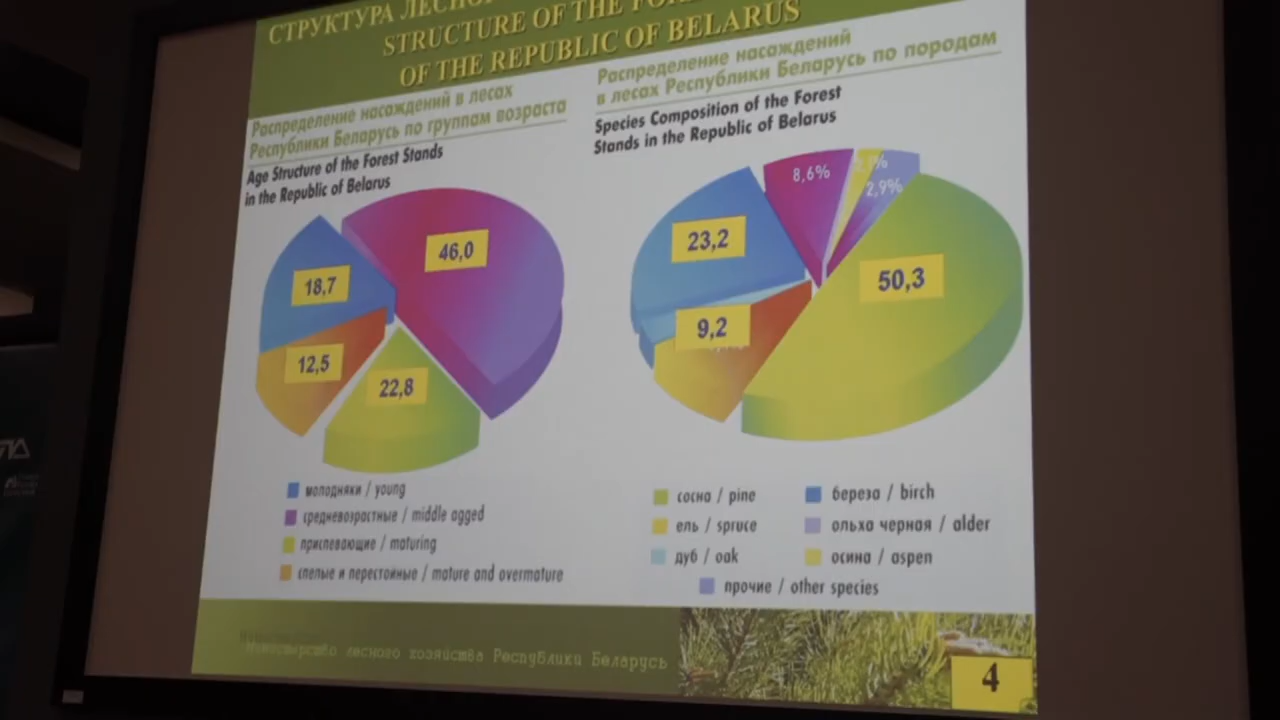 СТРУКТУРА
STRUCTURE OF THE
OF THE REPUBLIC OF BELARUS
Распределение насаждений в лесах
Республики Беларусь по группам возраста
Age Structure of the Forest Stands
in the Republic of Belarus
46,0
18,7
12,5
22,8
молодняки / young
средневозрастные / middle agged
приспевающие / maturing
спелые и перестойные / mature and overmature
Распределение насаждений
в лесах Республики Беларусь по породам
Species Composition of the Forest
Stands in the Republic of Belarus
8,6%
2,9%
23,2
50,3
9,2
сосна / pine
ель / spruce
дуб / oak
береза / birch
ольха черная / alder
осина / aspen
прочие / other species
Министерство лесного хозяйства Республики Беларусь
4